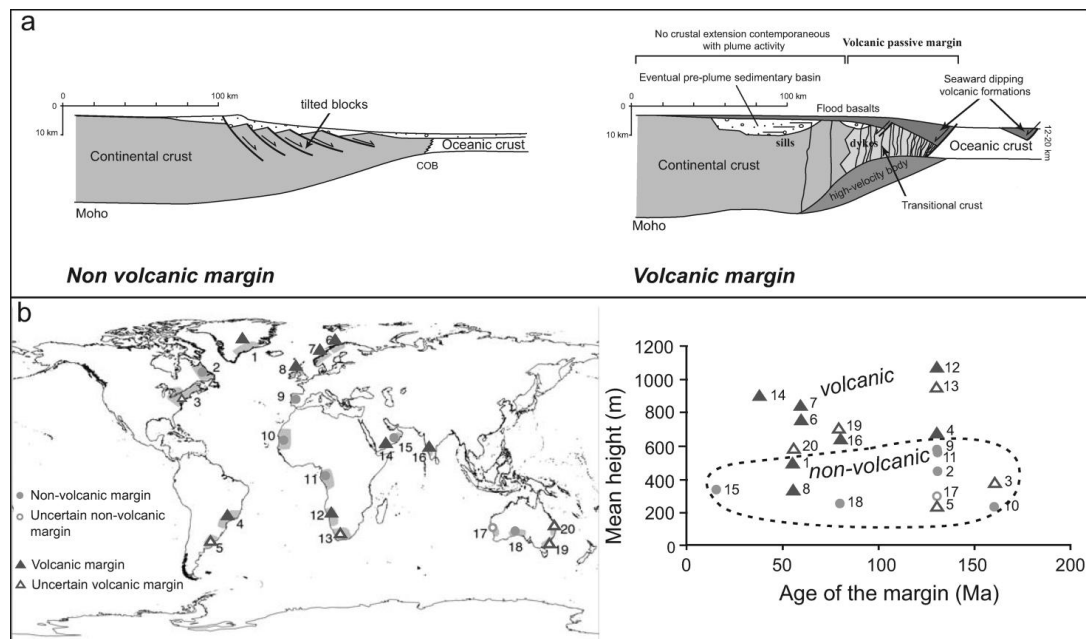 a
0
100 km
0
10 km
tilted blocks
Continental crust
Oceanic crust
COB
Moho
Non volcanic margin
No crustal extension contemporaneous
with plume activity
Volcanic passive margin
Eventual pre-plume sedimentary basin
Seaward dipping
volcanic formations
0
100 km
Flood basalts
0
10 km
12-20 km
sills
dykes
Continental crust
Oceanic crust
high-velocity body
Transitional crust
Moho
Volcanic margin
b
1
2
3
4
5
6
7
8
9
10
11
12
13
14
15
16
17
18
19
20
Non-volcanic margin
Uncertain non-volcanic
margin
Volcanic margin
Uncertain volcanic margin
Mean height (m)
1200
1000
800
600
400
200
0
0
50
100
150
200
Age of the margin (Ma)
volcanic
non-volcanic
14
7
6
20
1
8
15
19
16
18
12
13
4
9
11
2
17
5
3
10